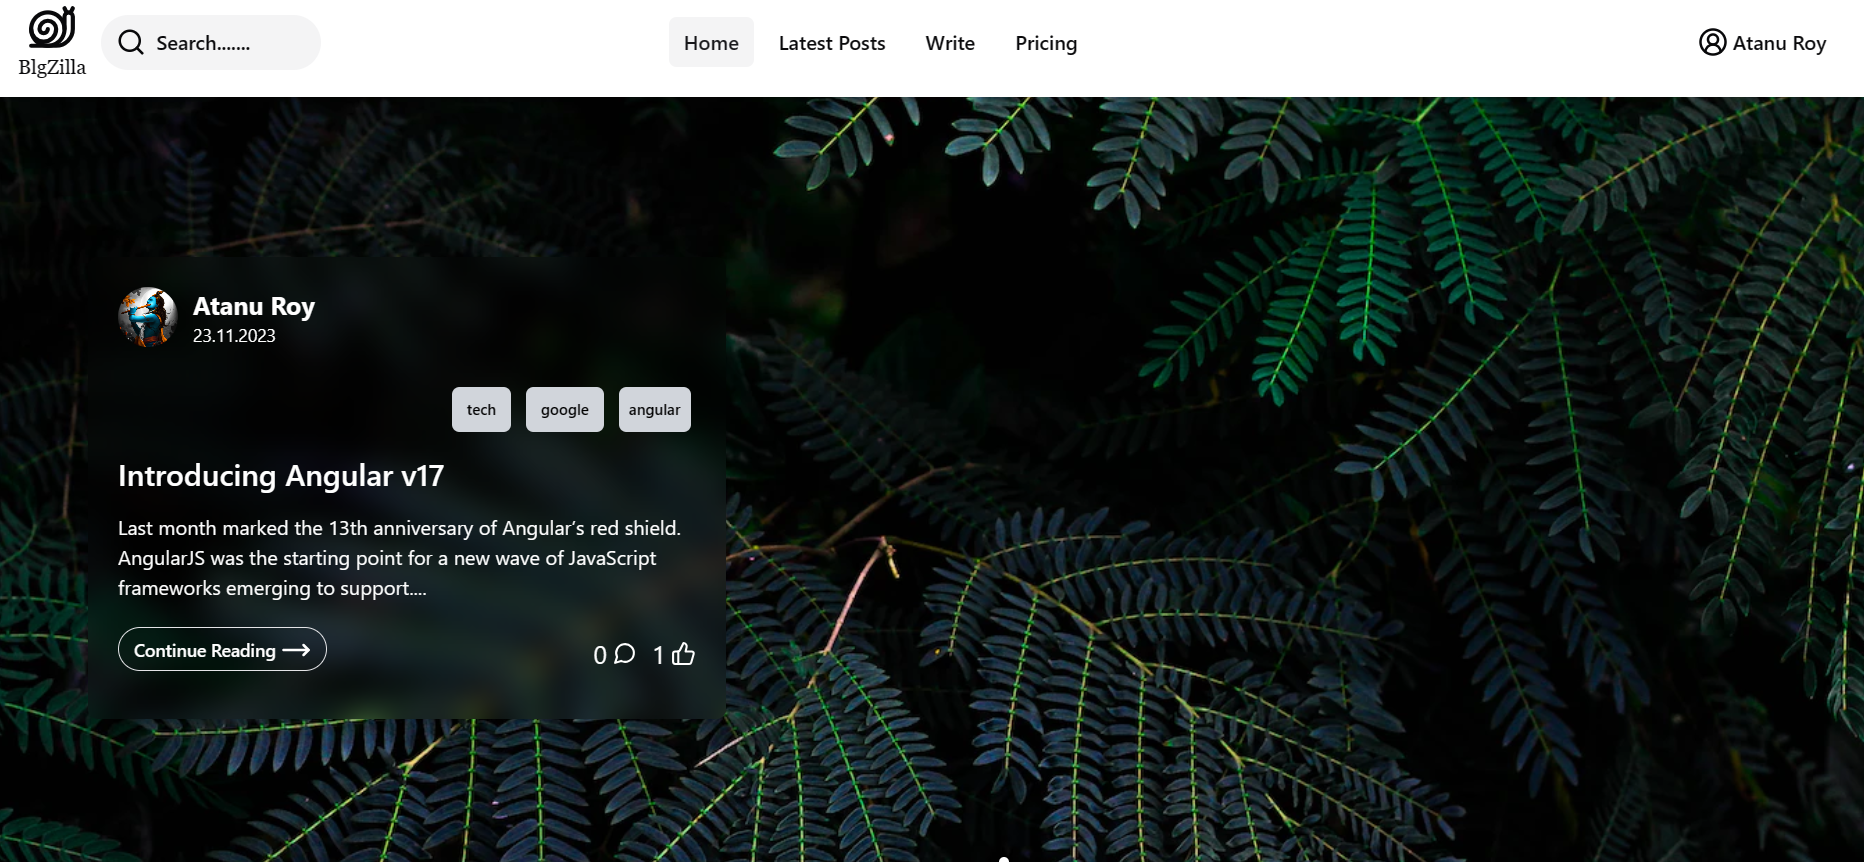 BlgZilla
Search.......
Home
Latest Posts
Write
Pricing
Atanu Roy
Atanu Roy
23.11.2023
tech
google
angular
Introducing Angular v17
Last month marked the 13th anniversary of Angular’s red shield.
AngularJS was the starting point for a new wave of JavaScript
frameworks emerging to support....
Continue Reading
0
1